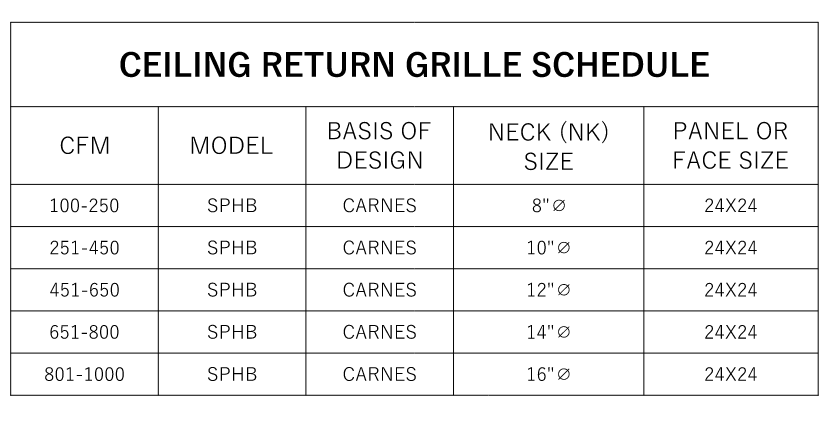 CEILING RETURN GRILLE SCHEDULE
CFM MODEL BASIS OF DESIGN NECK (NK) SIZE PANEL OR FACE SIZE
100-250 SPHB CARNES 8"∅ 24X24
251-450 SPHB CARNES 10"∅ 24X24
451-650 SPHB CARNES 12"∅ 24X24
651-800 SPHB CARNES 14"∅ 24X24
801-1000 SPHB CARNES 16"∅ 24X24